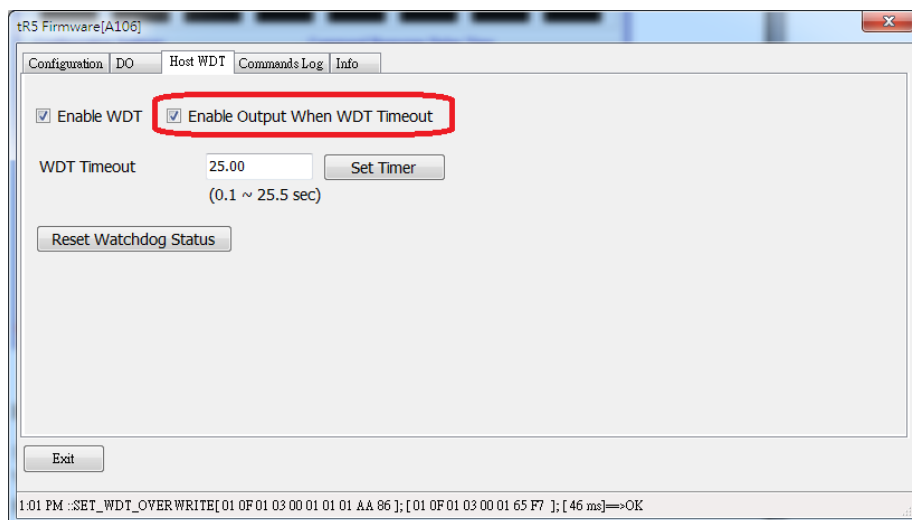 tR5 Firmware[A106]
Configuration DO Host WDT Commands Log Info
Enable WDT Enable Output When WDT Timeout
WDT Timeout 25.00 Set Timer
(0.1 ~ 25.5 sec)
Reset Watchdog Status
Exit
1:01 PM ::SET_WDT_OVERWRITE[ 01 0F 01 03 00 01 01 01 AA 86 ]; [ 01 0F 01 03 00 01 65 F7 ]; [ 46 ms]==>OK